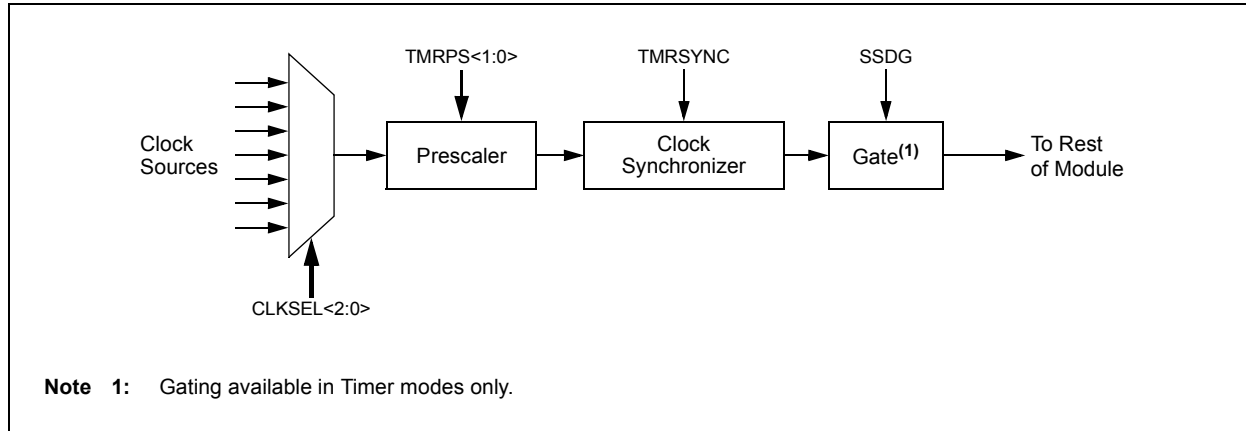 TMRPS<1:0>
TMRSYNC
SSDG
Clock
Sources
Prescaler
Clock
Synchronizer
Gate(1)
To Rest
of Module
CLKSEL<2:0>
Note 1: Gating available in Timer modes only.